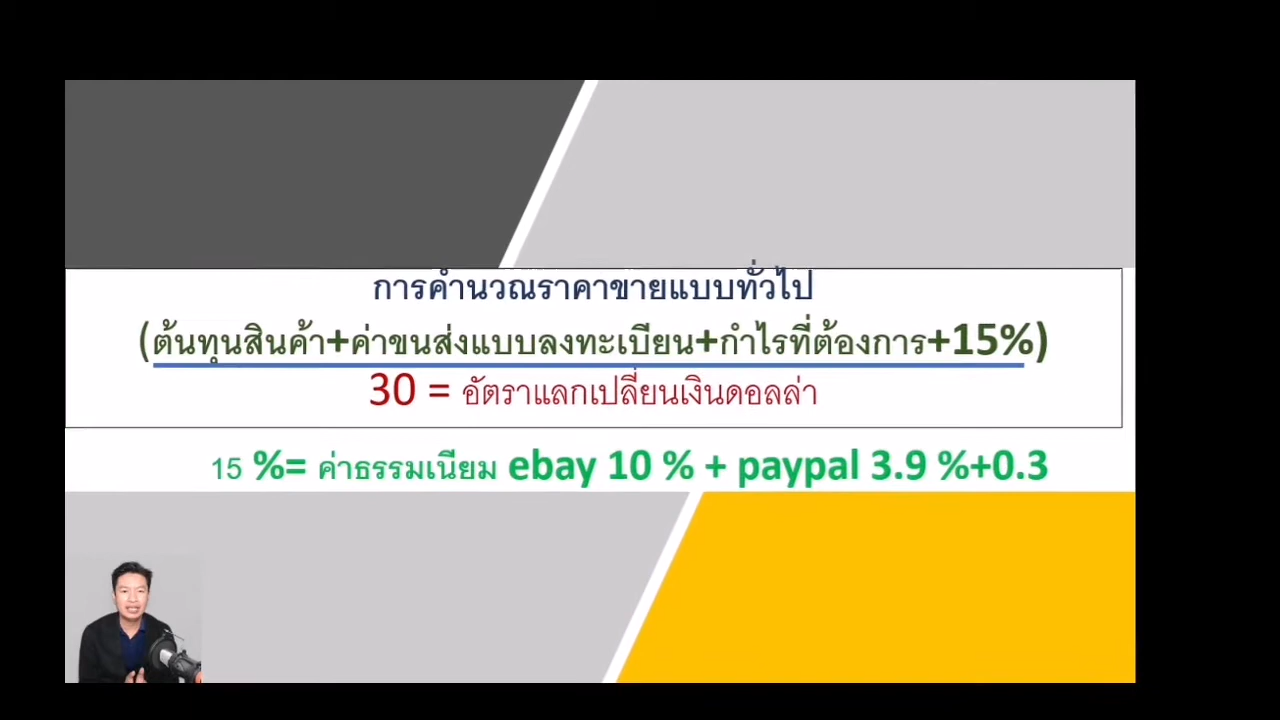 การคำนวณราคาขายแบบทั่วไป
(ต้นทุนสินค้า+ค่าขนส่งแบบลงทะเบียน+กำไรที่ต้องการ+15%)
30 = อัตราแลกเปลี่ยนเงินดอลล่า
15 %= ค่าธรรมเนียม ebay 10 % + paypal 3.9 %+0.3